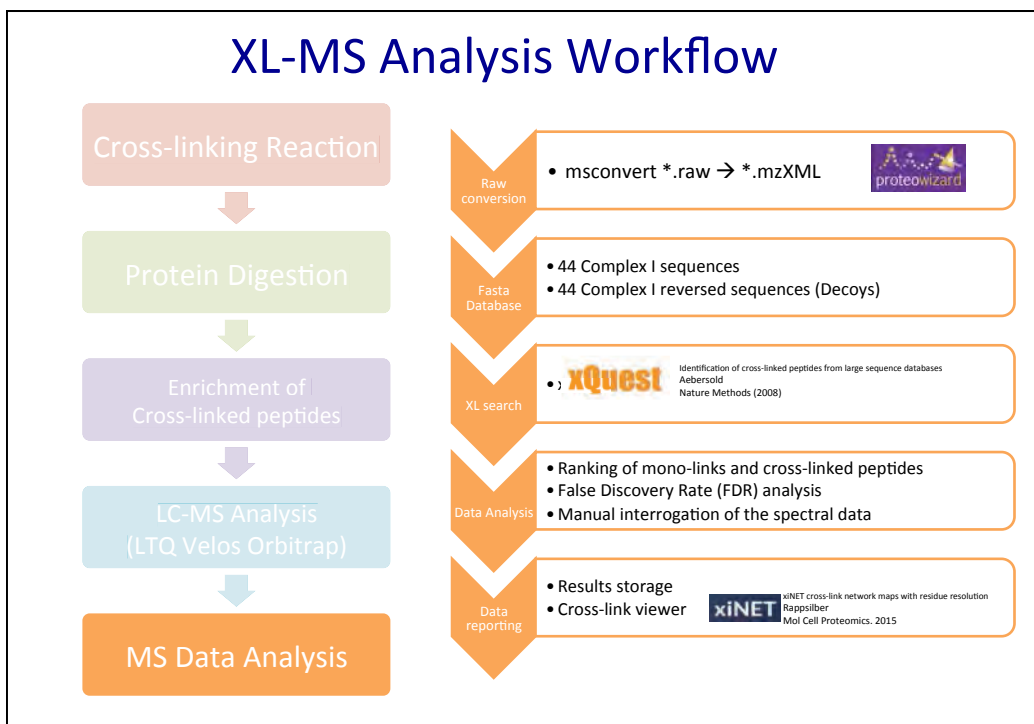 XL-MS Analysis Workflow
Cross-linking Reaction
Protein Digestion
Enrichment of
Cross-linked peptides
LC-MS Analysis
(LTQ Velos Orbitrap)
MS Data Analysis
Raw
conversion
• msconvert *.raw → *.mzXML
proteowizard
Fasta
Database
• 44 Complex I sequences
• 44 Complex I reversed sequences (Decoys)
XL search
• xQuest
Identification of cross-linked peptides from large sequence databases
Aebersold
Nature Methods (2008)
Data Analysis
• Ranking of mono-links and cross-linked peptides
• False Discovery Rate (FDR) analysis
• Manual interrogation of the spectral data
Data
reporting
• Results storage
• Cross-link viewer
xiNET
xiNET cross-link network maps with residue resolution
Rappsilber
Mol Cell Proteomics. 2015